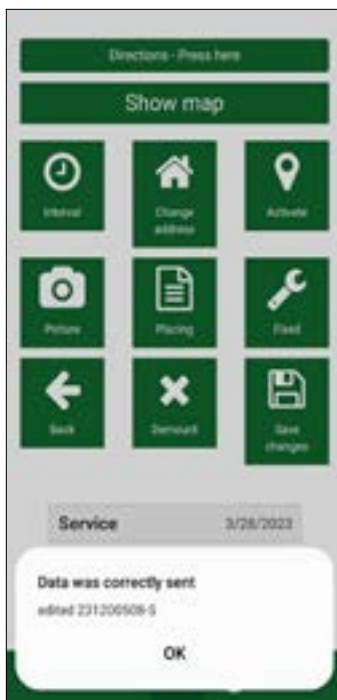 Directions - Press here
Show map
Interval
Change
address
Activate
Picture
Placing
Fixed
Back
Demount
Save
changes
Service 3/28/2023
Data was correctly sent
edited 231200508-S
OK